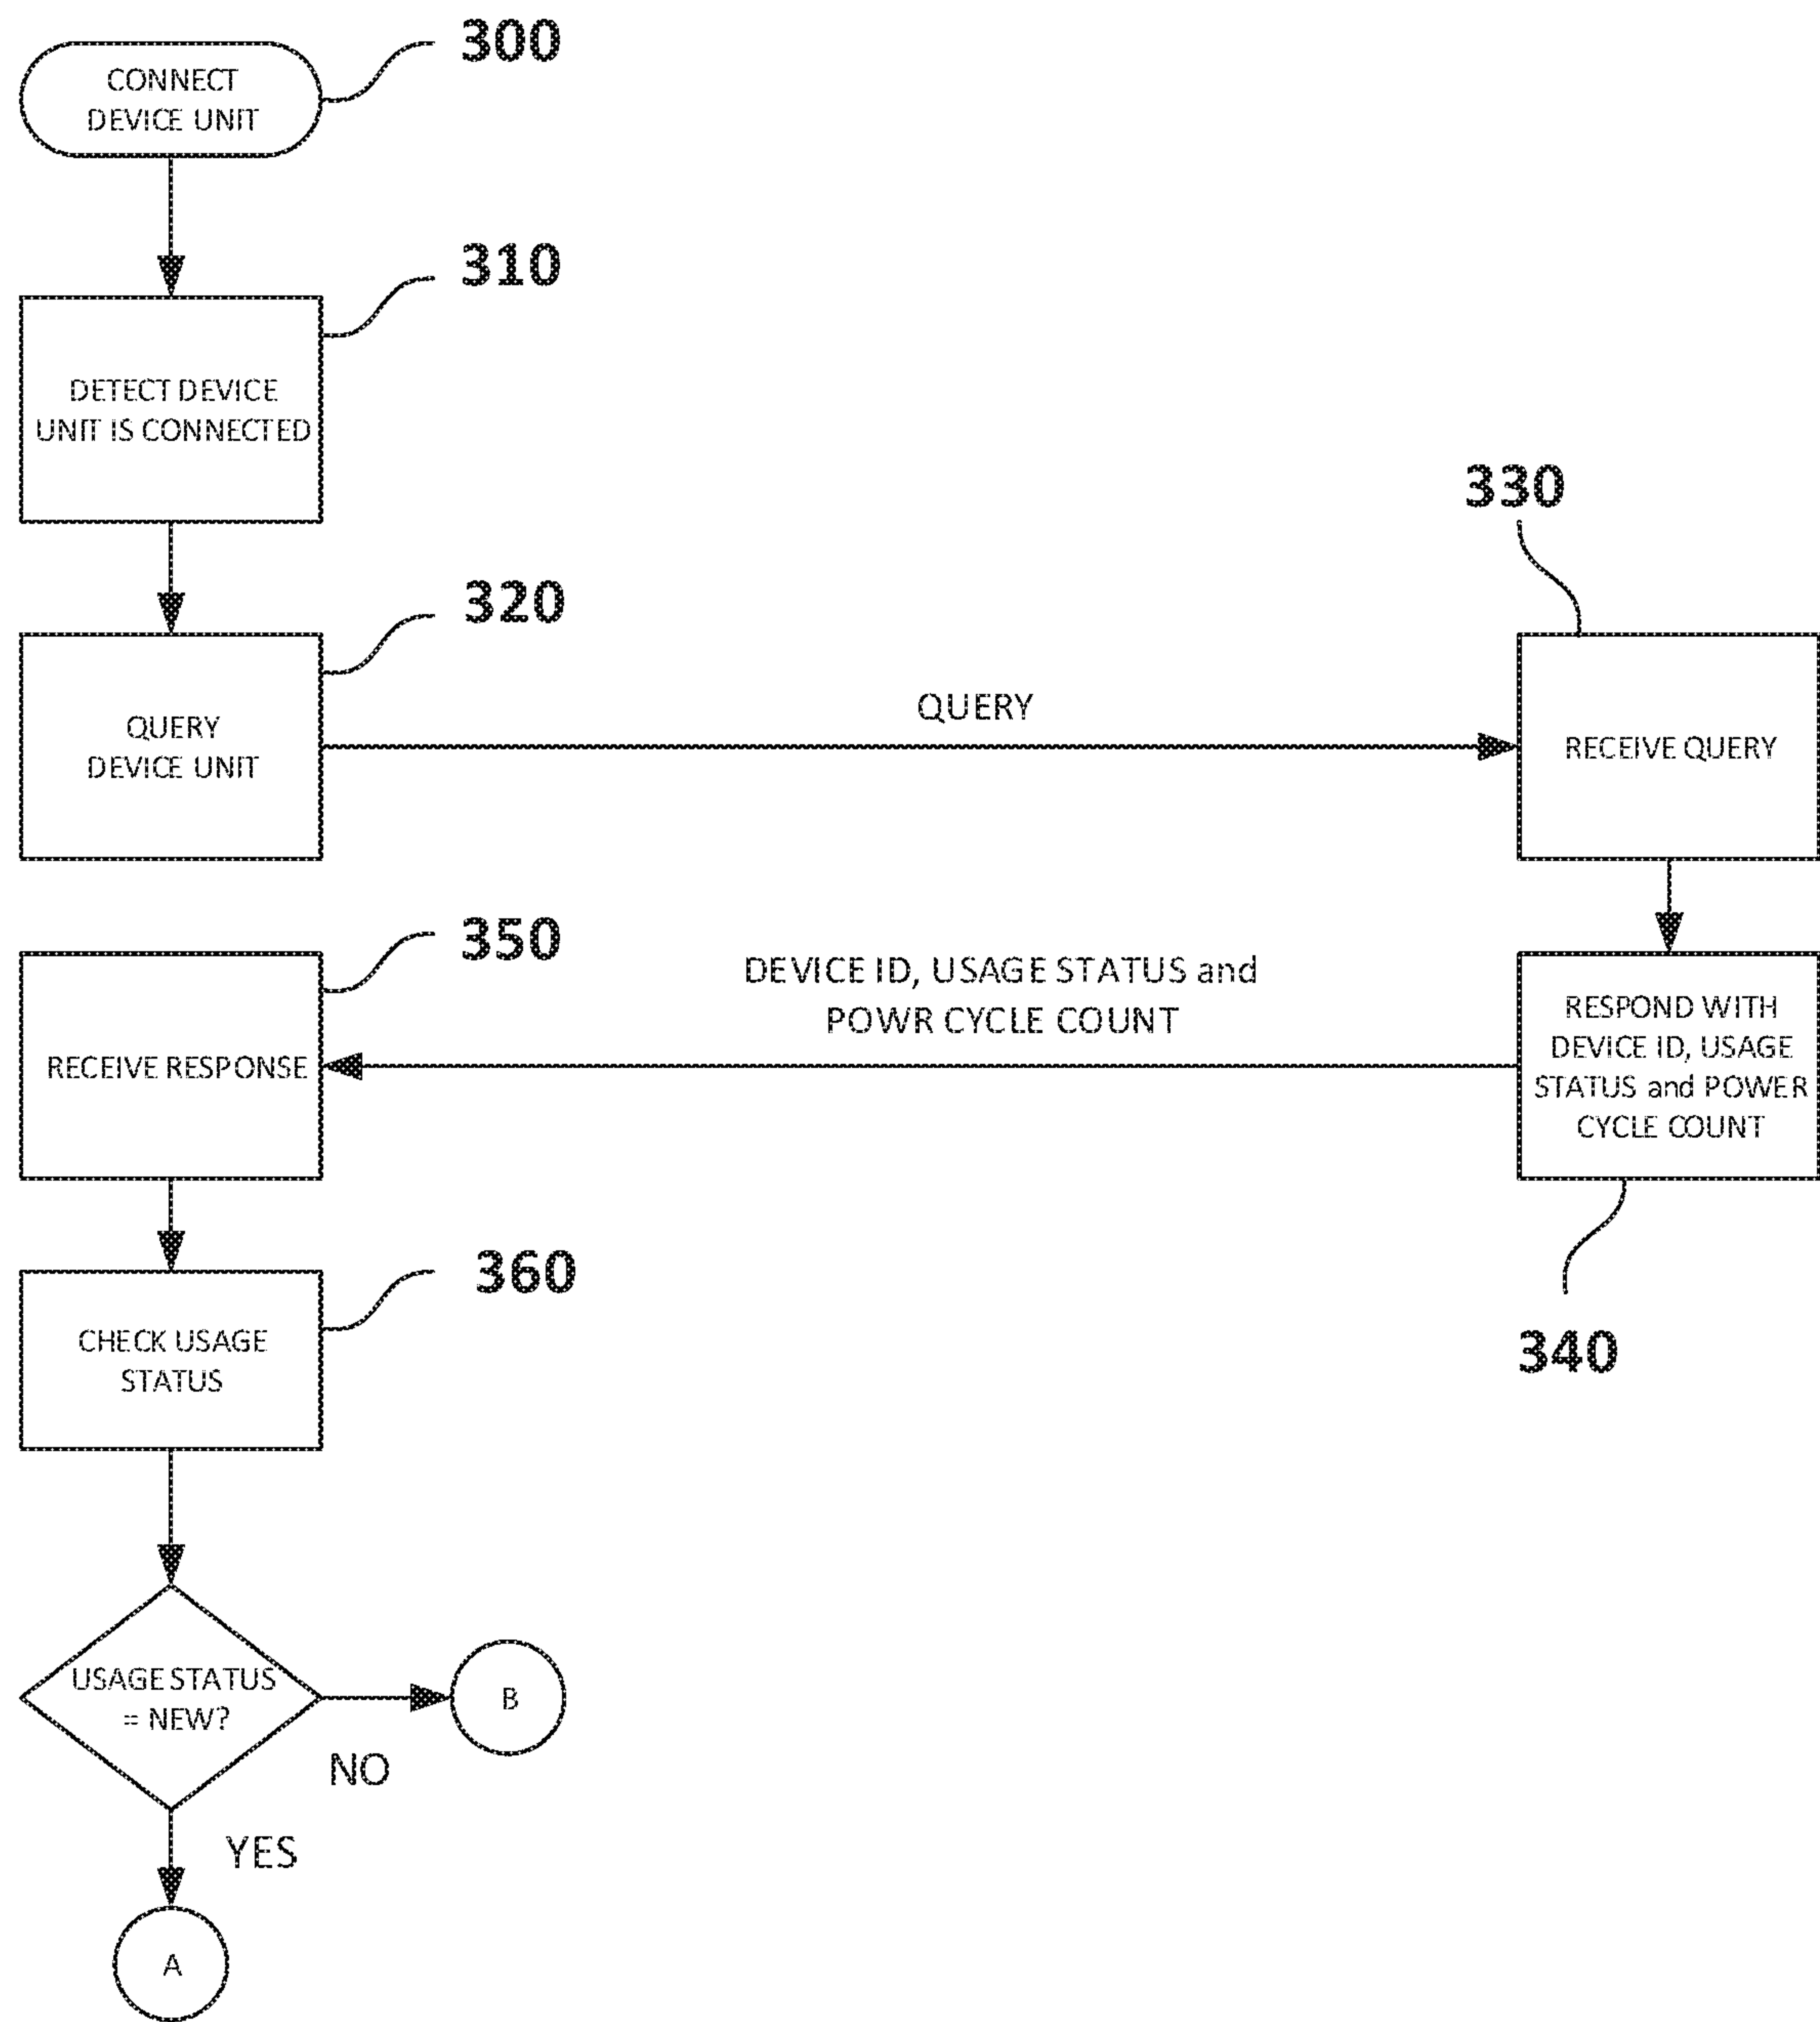 300
CONNECT
DEVICE UNIT
310
DETECT DEVICE
UNIT IS CONNECTED
320
QUERY
DEVICE UNIT
QUERY
330
RECEIVE QUERY
350
RECEIVE RESPONSE
DEVICE ID, USAGE STATUS and
POWR CYCLE COUNT
RESPOND WITH
DEVICE ID, USAGE
STATUS and POWER
CYCLE COUNT
340
360
CHECK USAGE
STATUS
USAGE STATUS
= NEW?
NO
B
YES
A